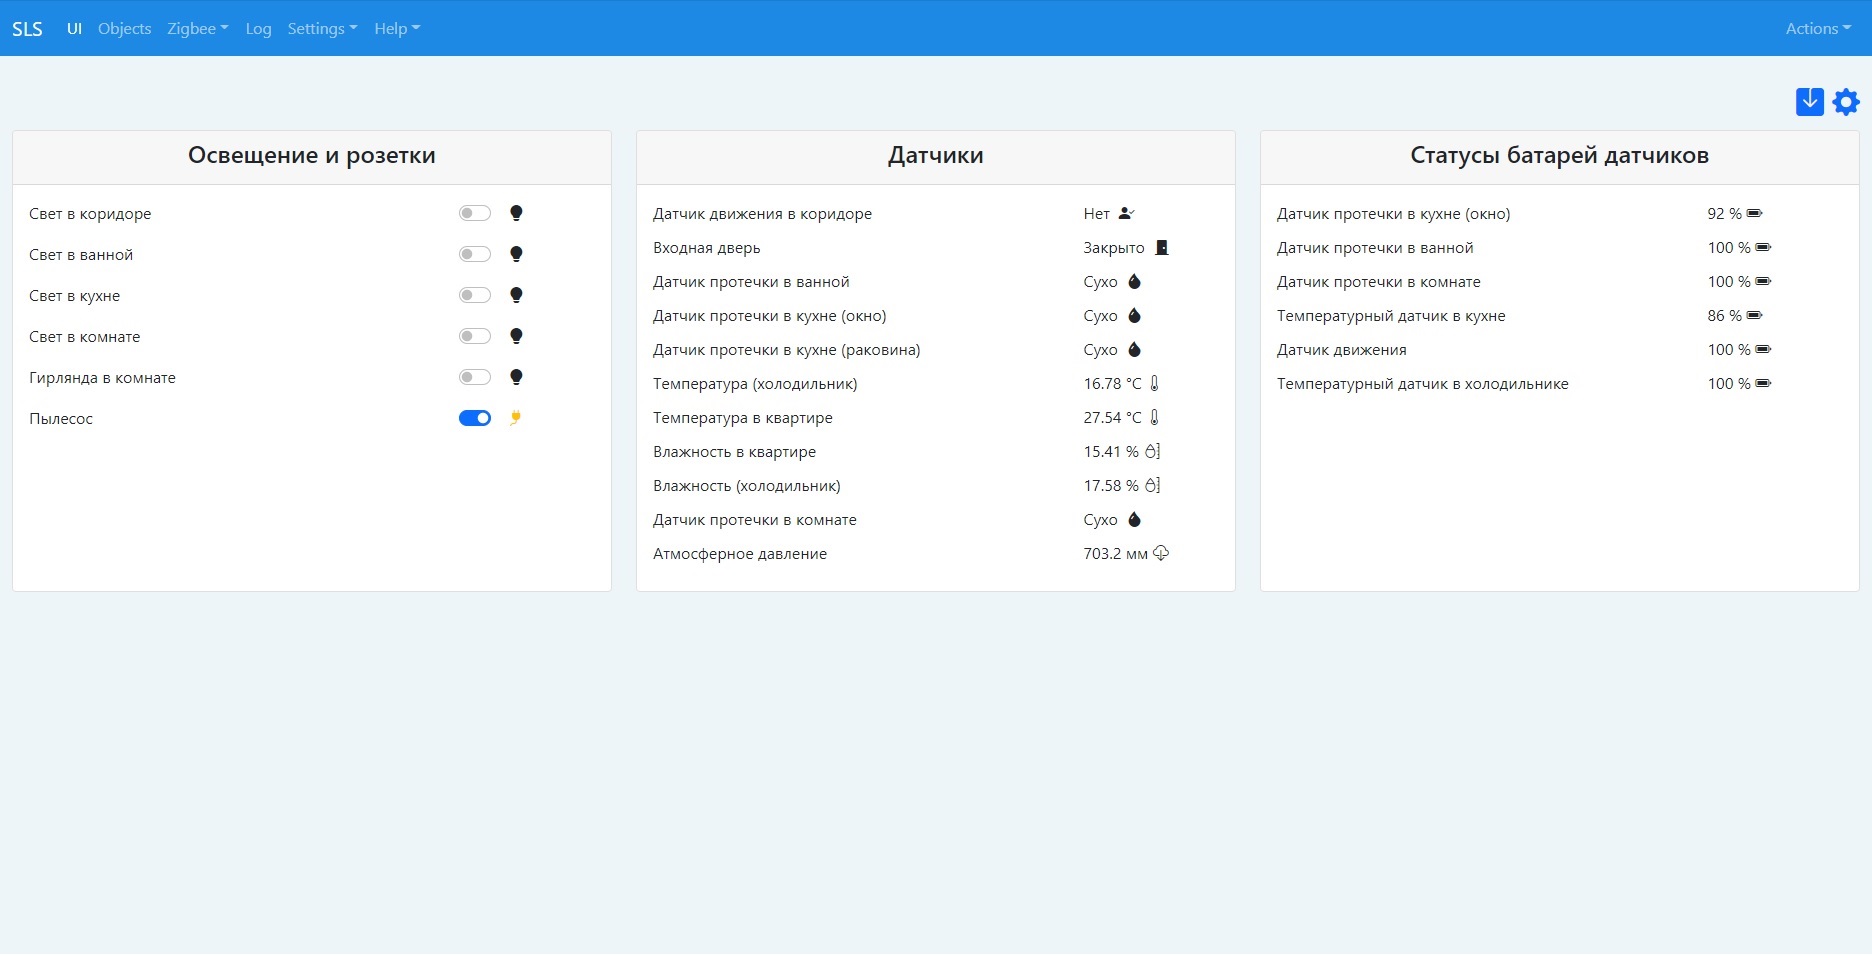 SLS UI Objects Zigbee Log Settings Help Actions
Освещение и розетки
Свет в коридоре
Свет в ванной
Свет в кухне
Свет в комнате
Гирлянда в комнате
Пылесос
Датчики
Датчик движения в коридоре Нет
Входная дверь Закрыто
Датчик протечки в ванной Сухо
Датчик протечки в кухне (окно) Сухо
Датчик протечки в кухне (раковина) Сухо
Температура (холодильник) 16.78 °C
Температура в квартире 27.54 °C
Влажность в квартире 15.41 %
Влажность (холодильник) 17.58 %
Датчик протечки в комнате Сухо
Атмосферное давление 703.2 мм
Статусы батарей датчиков
Датчик протечки в кухне (окно) 92 %
Датчик протечки в ванной 100 %
Датчик протечки в комнате 100 %
Температурный датчик в кухне 86 %
Датчик движения 100 %
Температурный датчик в холодильнике 100 %